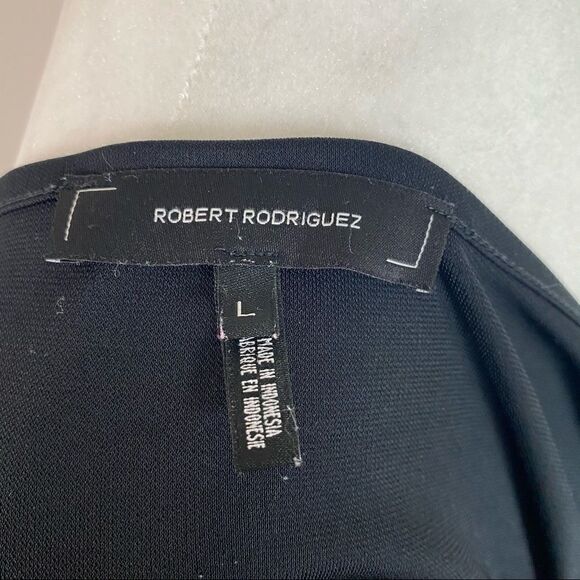 ROBERT RODRIGUEZ
L
MADE IN INDONESIA
FABRIQUE EN INDONESIE